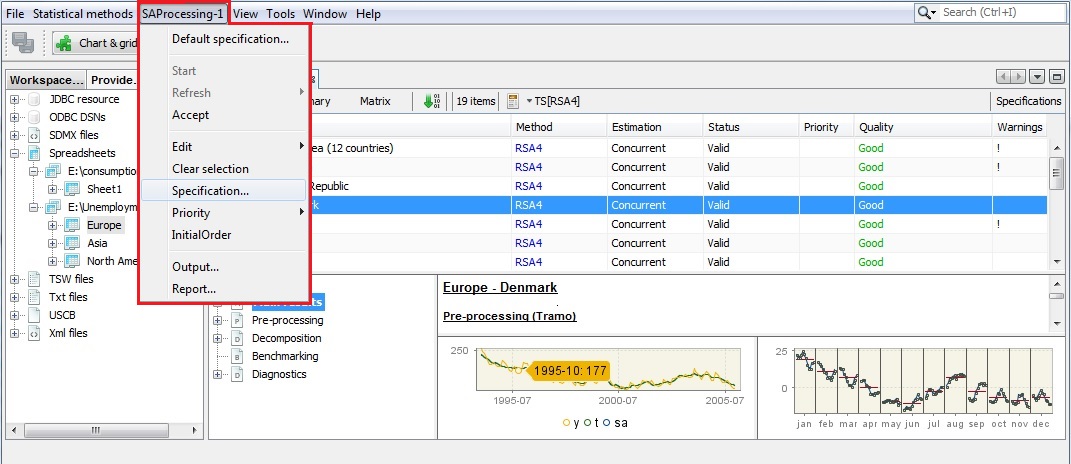 File Statistical methods SAProcessing-1 View Tools Window Help Search (Ctrl+I)
Chart & grid
Default specification...
Start
Refresh
Accept
Edit
Clear selection
Specification...
Priority
InitialOrder
Output...
Report...
Workspace... Provide...
JDBC resource
ODBC DSNs
SDMX files
Spreadsheets
E:\consumption
Sheet1
E:\Unemploym
Europe
Asia
North Ame
TSW files
Txt files
USCB
Xml files
Matrix 19 items TS[RSA4] Specifications
Method Estimation Status Priority Quality Warnings
(12 countries) RSA4 Concurrent Valid Good !
RSA4 Concurrent Valid Good !
Republic RSA4 Concurrent Valid Good
RSA4 Concurrent Valid Good
RSA4 Concurrent Valid Good !
RSA4 Concurrent Valid Good
RSA4 Concurrent Valid Good
Pre-processing
Decomposition
Benchmarking
Diagnostics
Europe - Denmark
Pre-processing (Tramo)
250
1995-10: 177
1995-07 2000-07 2005-07
y t sa
25
0
jan feb mar apr may jun jul aug sep oct nov dec